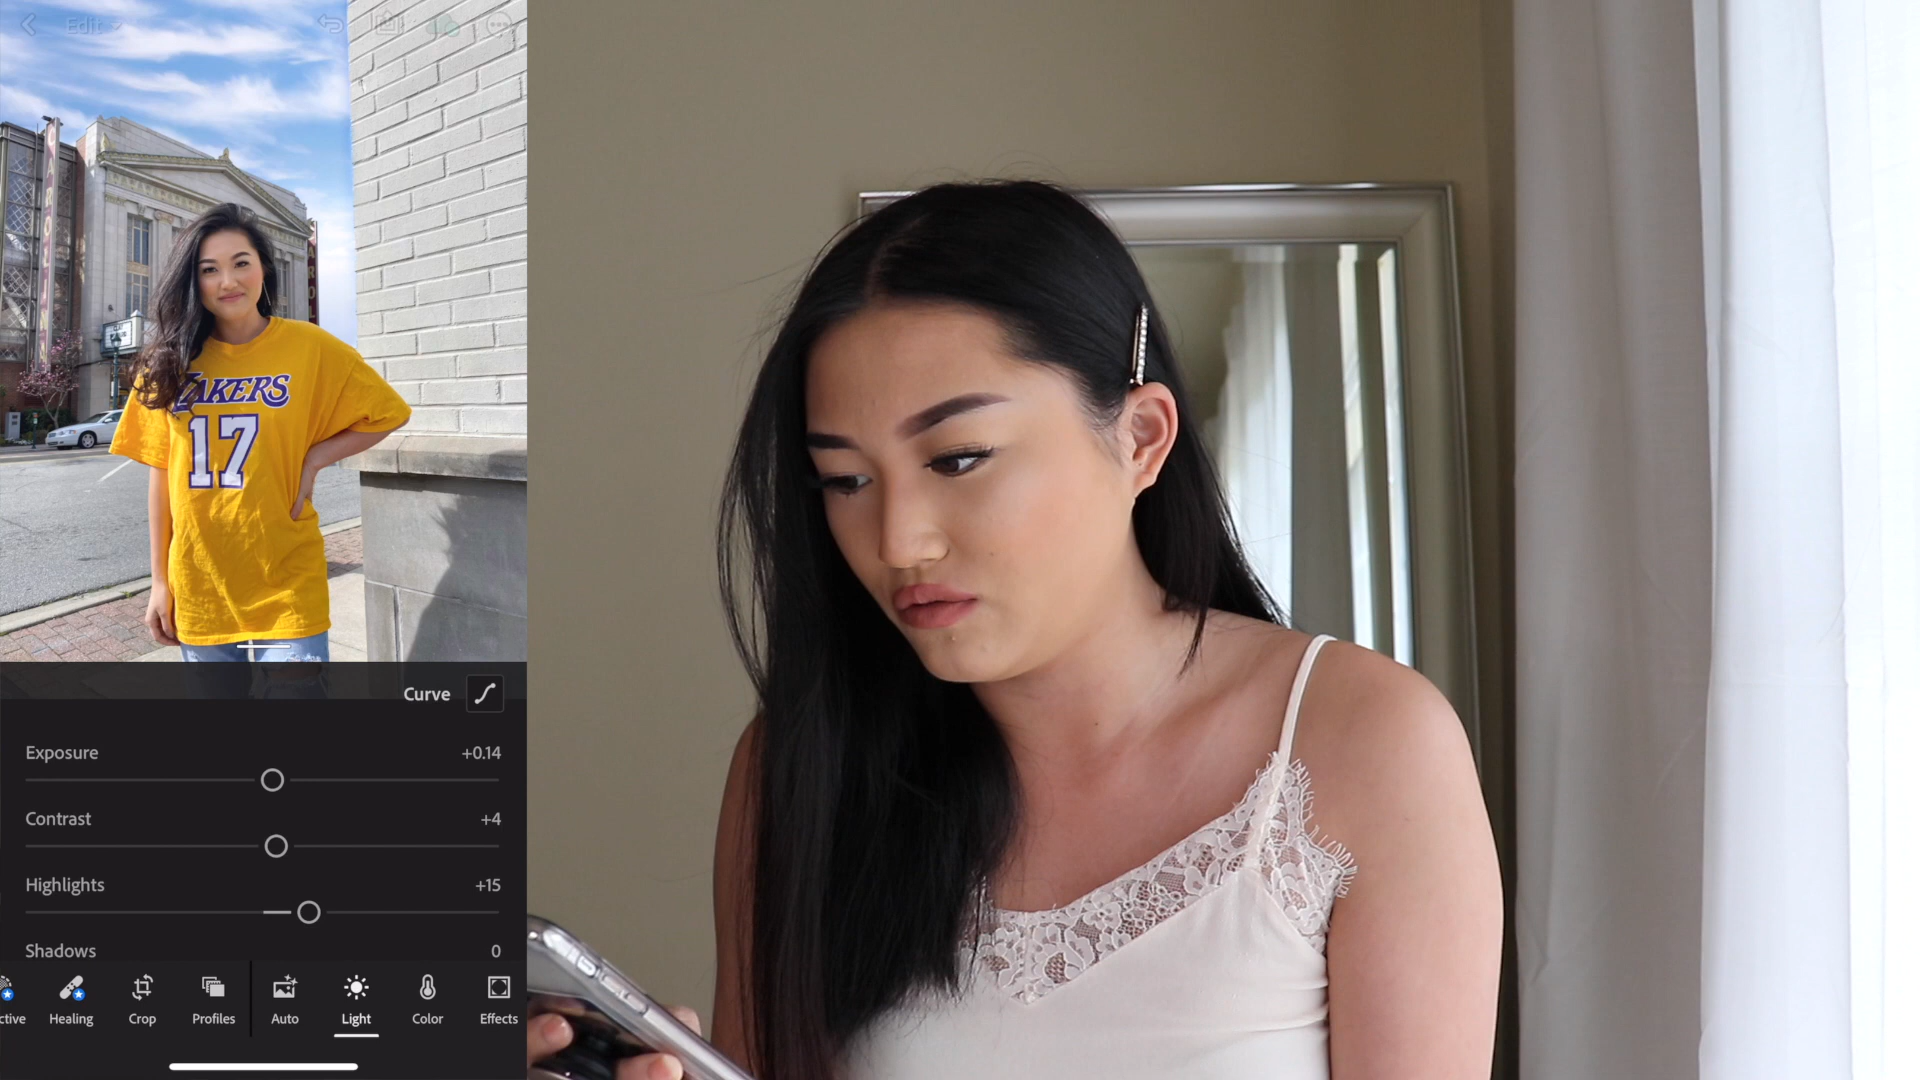 Edit
LAKERS
17
Curve
Exposure +0.14
Contrast +4
Highlights +15
Shadows 0
ctive Healing Crop Profiles Auto Light Color Effects